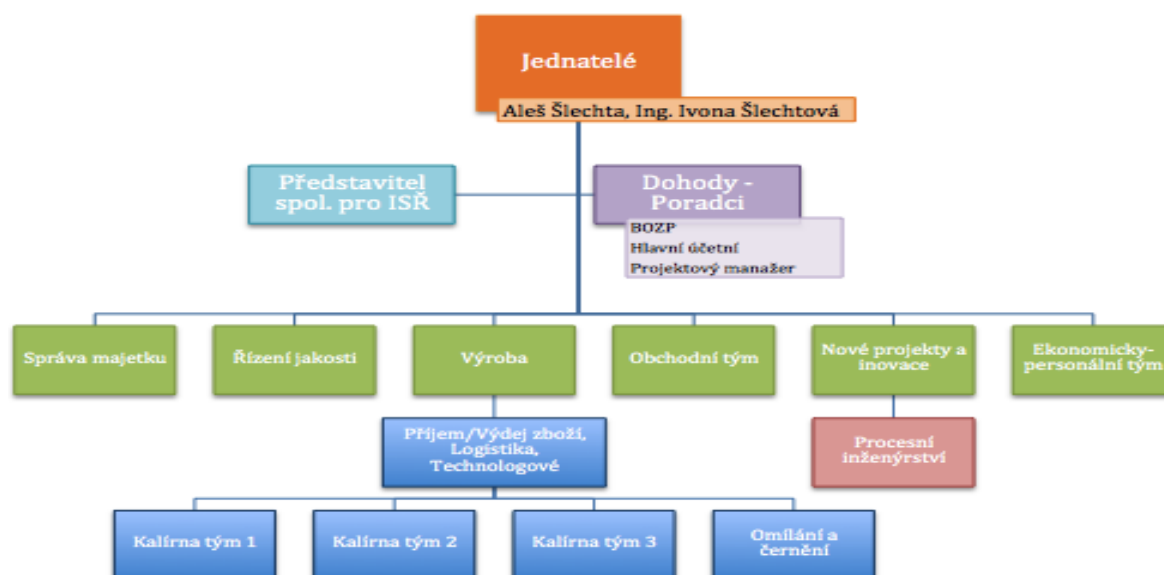 Jednatelé
Aleš Šlechta, Ing. Ivona Šlechtová
Představitel
spol. pro ISŘ
Dohody -
Poradci
BOZP
Hlavní účetní
Projektový manažer
Správa majetku
Řízení jakosti
Výroba
Obchodní tým
Nové projekty a
inovace
Ekonomicky-
personální tým
Příjem/Výdej zboží,
Logistika,
Technologové
Procesní
inženýrství
Kalírna tým 1
Kalírna tým 2
Kalírna tým 3
Omílání a
černění